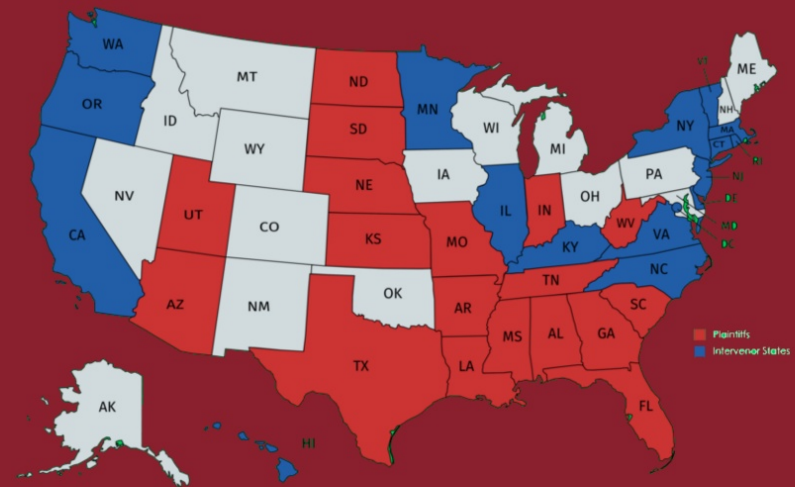 WA
MT
ND
MN
ME
VT
OR
ID
SD
WI
MI
NH
NY
MA
WY
CT
RI
NV
UT
NE
IA
PA
NJ
CA
CO
KS
MO
IL
IN
OH
WV
VA
DE
MD
DC
KY
NC
AZ
NM
OK
AR
TN
SC
TX
LA
MS
AL
GA
FL
AK
HI
Plaintiffs
Intervenor States